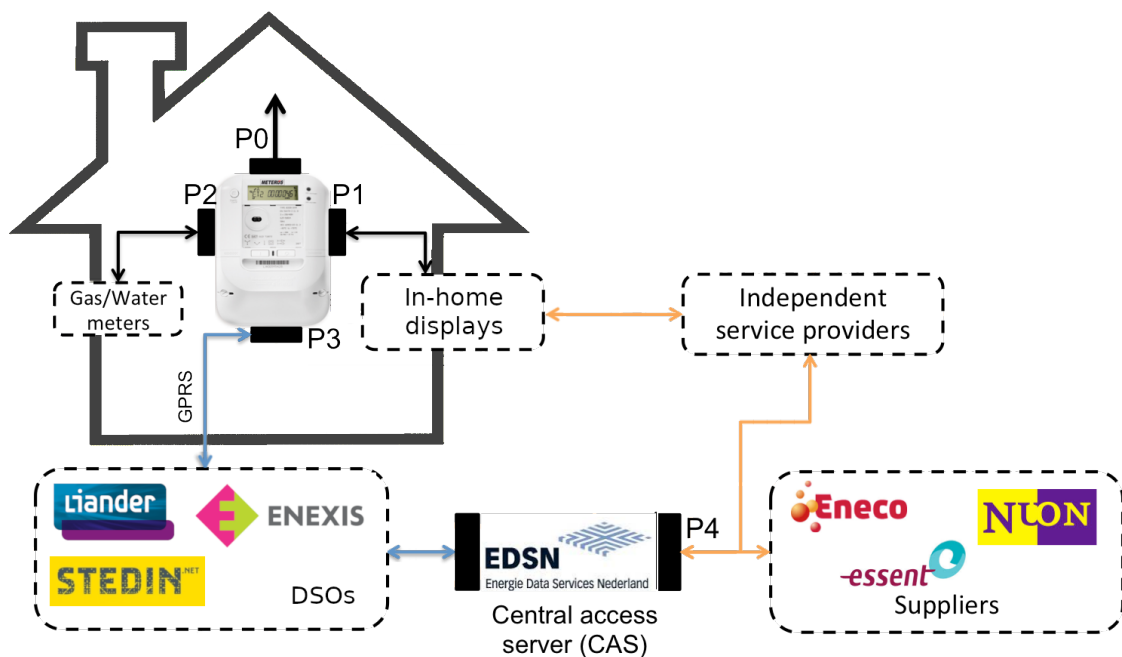 P0
P2
P1
METERUS
Gas/Water
meters
In-home
displays
Independent
service providers
P3
GPRS
Liander
ENEXIS
STEDIN.NET
DSOs
EDSN
Energie Data Services Nederland
P4
Central access
server (CAS)
Eneco
NUON
essent
Suppliers